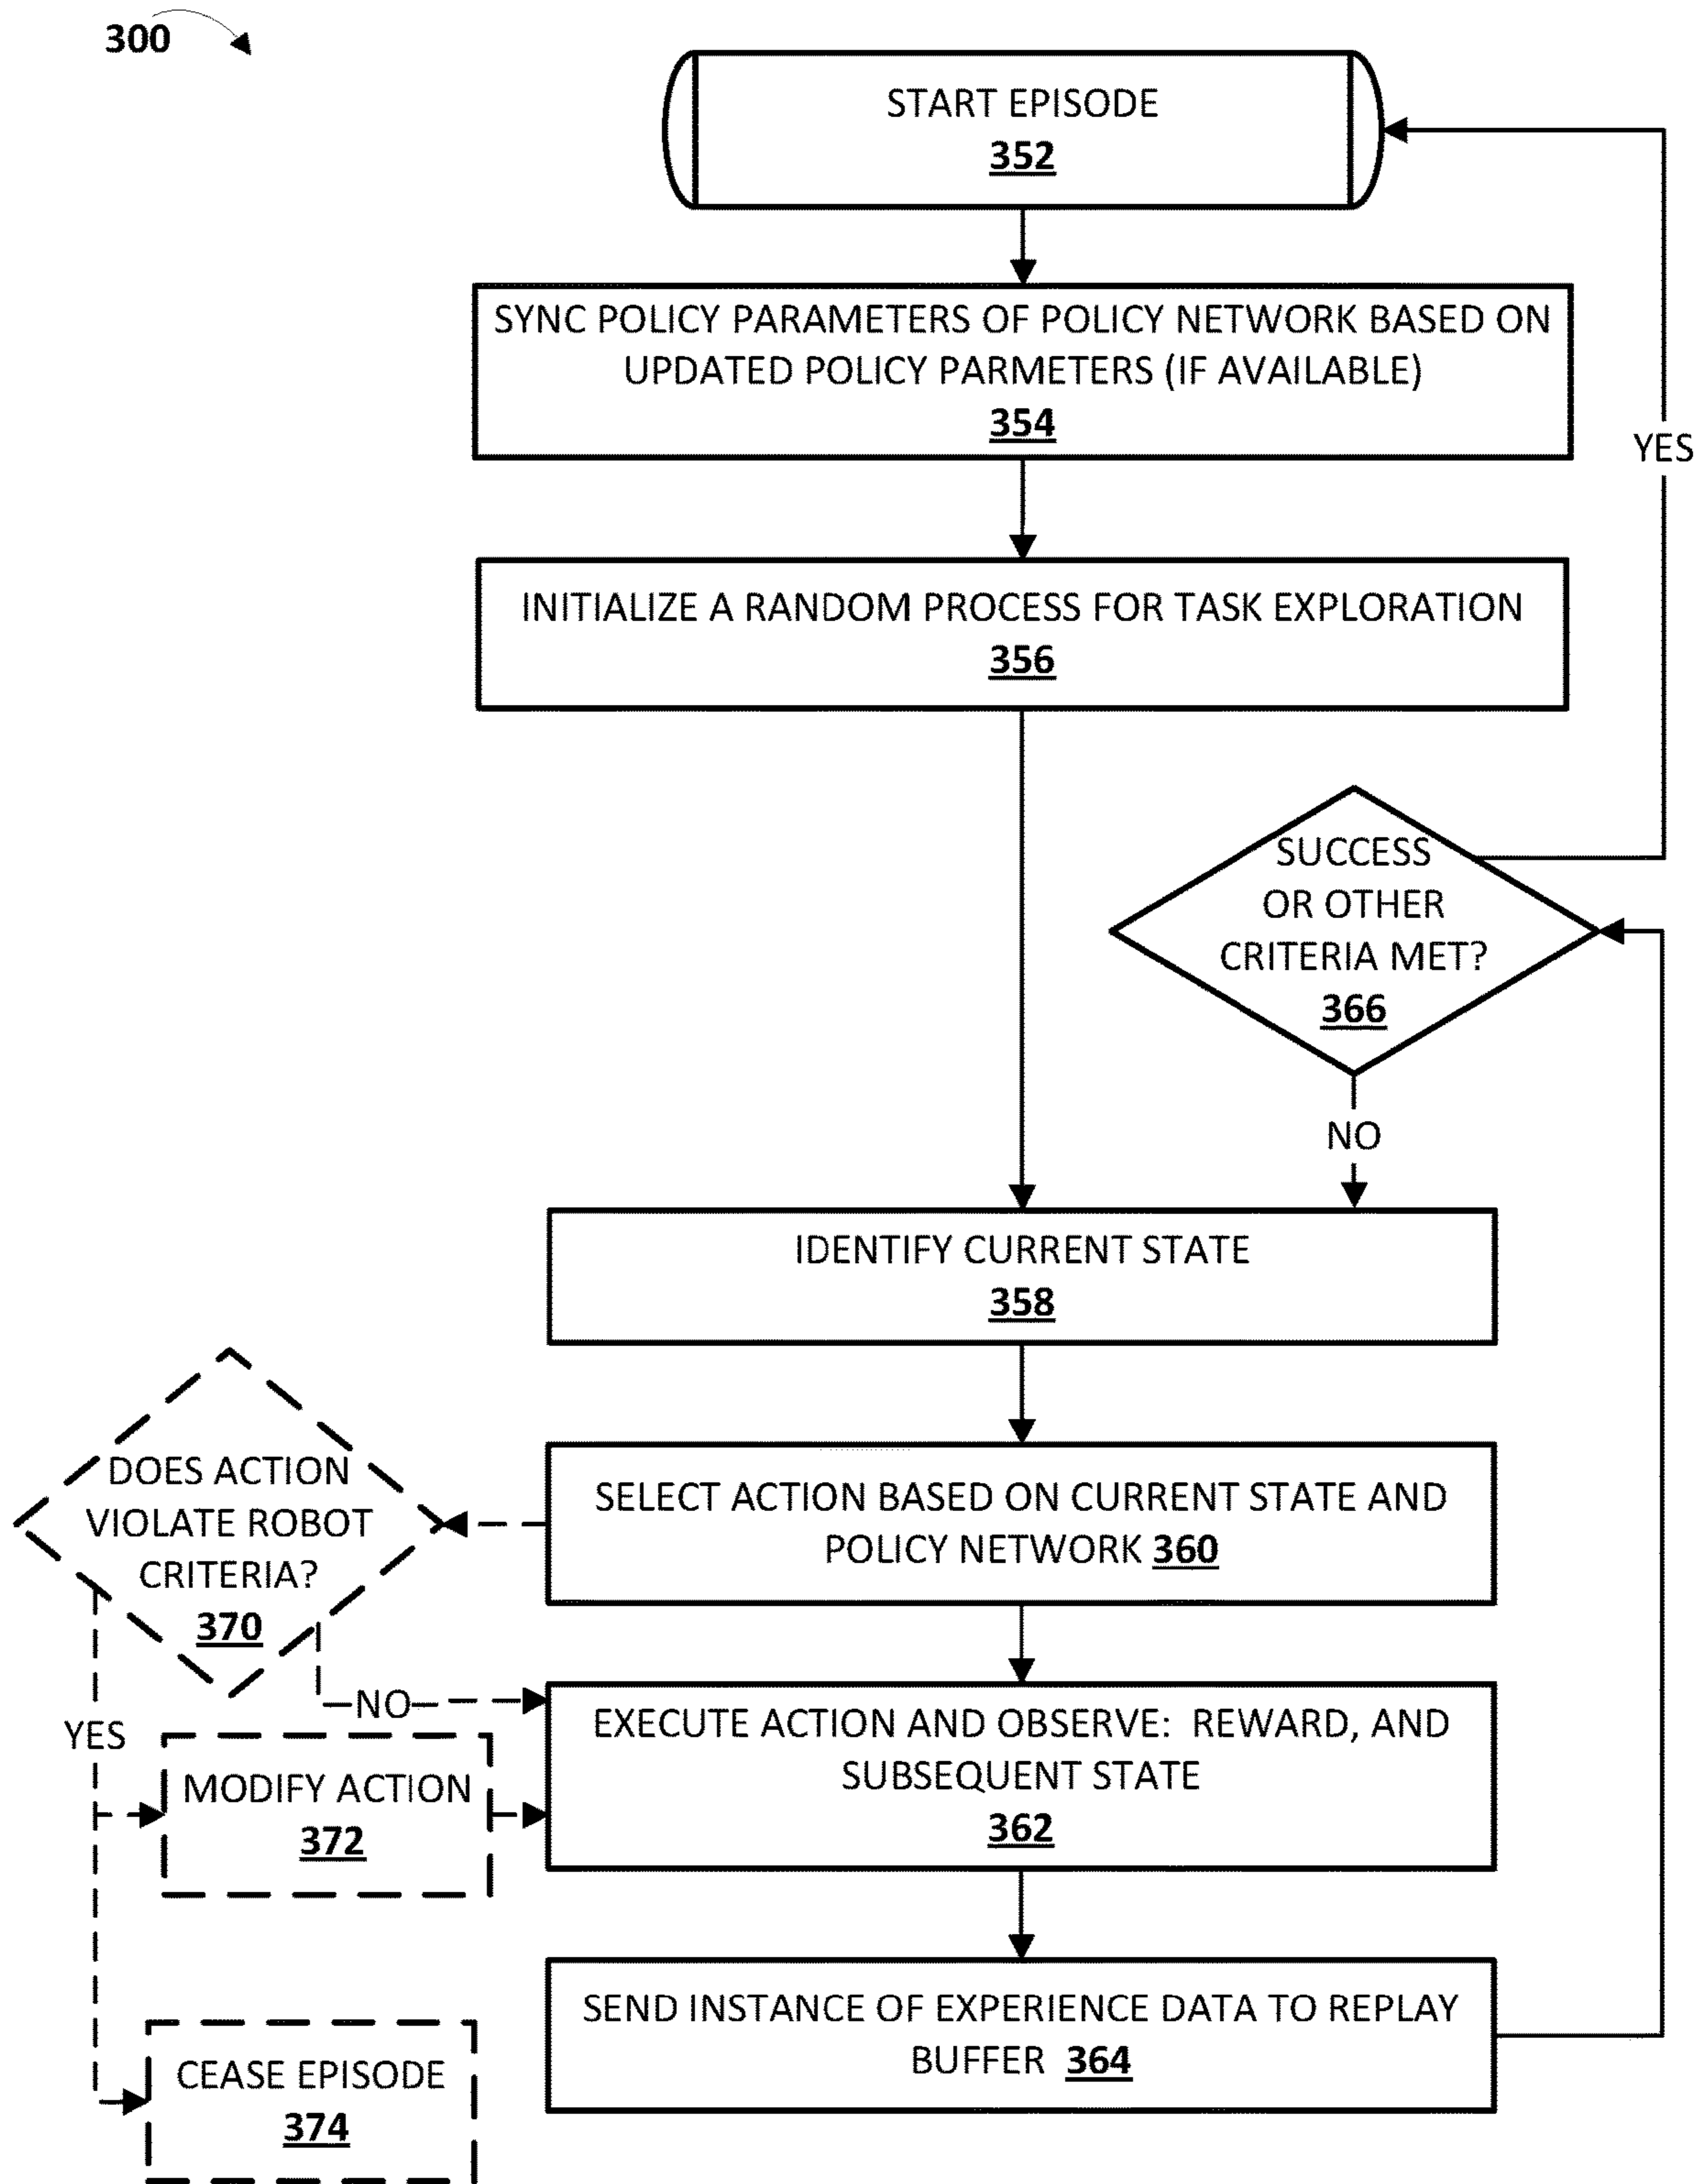 300
START EPISODE
352
SYNC POLICY PARAMETERS OF POLICY NETWORK BASED ON
UPDATED POLICY PARMETERS (IF AVAILABLE)
354
YES
INITIALIZE A RANDOM PROCESS FOR TASK EXPLORATION
356
SUCCESS
OR OTHER
CRITERIA MET?
366
NO
IDENTIFY CURRENT STATE
358
DOES ACTION
VIOLATE ROBOT
CRITERIA?
370
SELECT ACTION BASED ON CURRENT STATE AND
POLICY NETWORK 360
NO
YES
EXECUTE ACTION AND OBSERVE: REWARD, AND
SUBSEQUENT STATE
362
MODIFY ACTION
372
SEND INSTANCE OF EXPERIENCE DATA TO REPLAY
BUFFER 364
CEASE EPISODE
374